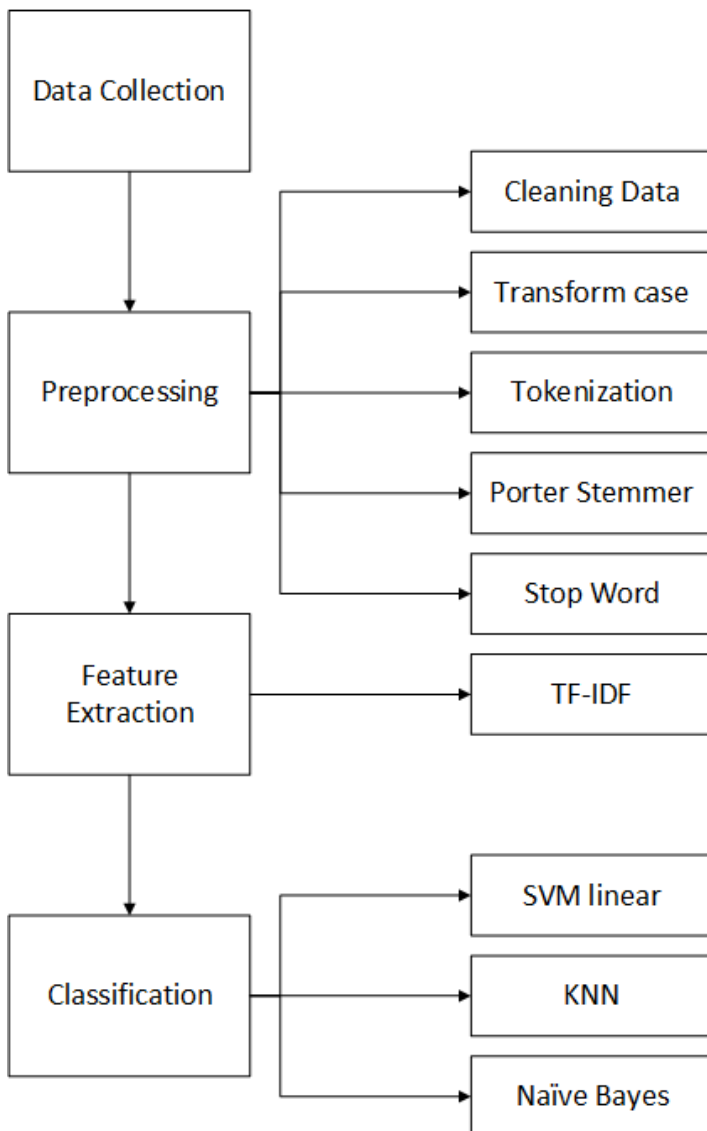 Data Collection
Cleaning Data
Transform case
Preprocessing
Tokenization
Porter Stemmer
Stop Word
Feature
Extraction
TF-IDF
SVM linear
Classification
KNN
Naïve Bayes